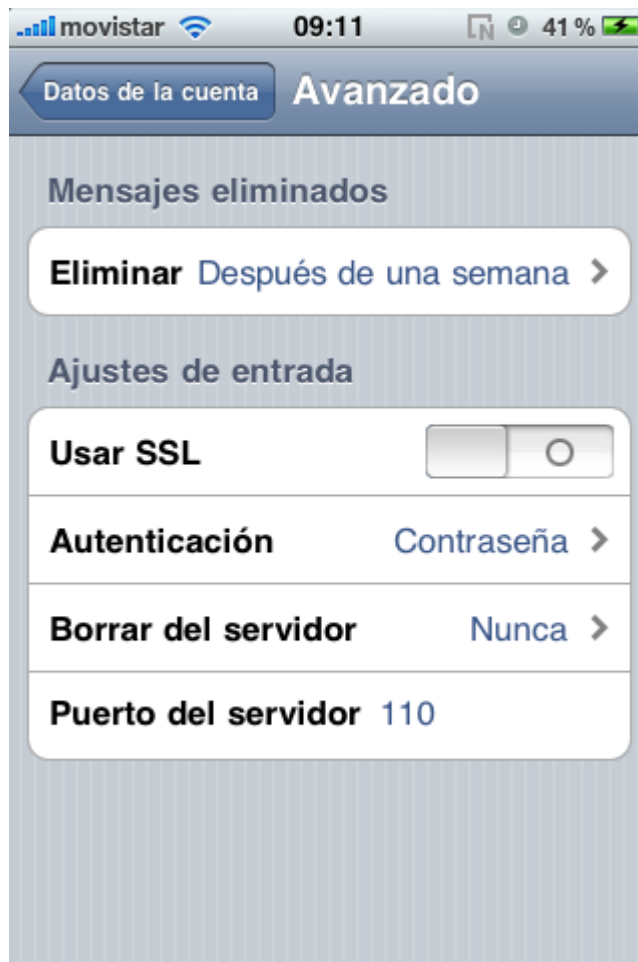 movistar 09:11 N 41 %
Datos de la cuenta Avanzado
Mensajes eliminados
Eliminar Después de una semana
Ajustes de entrada
Usar SSL
Autenticación Contraseña
Borrar del servidor Nunca
Puerto del servidor 110